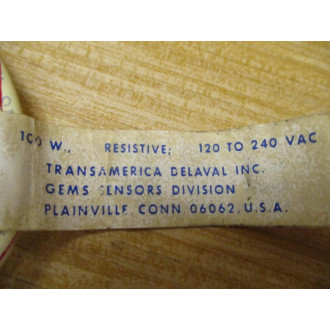 100 W., RESISTIVE; 120 TO 240 VAC
TRANSAMERICA DELAVAL INC.
GEMS SENSORS DIVISION
PLAINVILLE, CONN 06062, U.S.A.